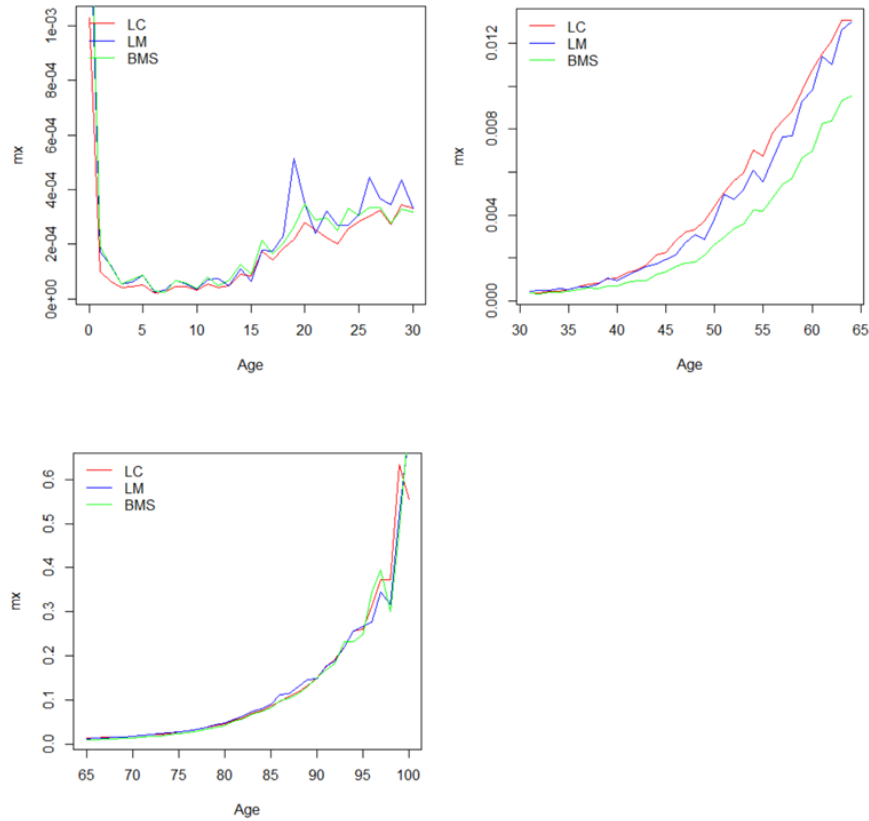 mx
1e-03
8e-04
6e-04
4e-04
2e-04
0e+00
LC
LM
BMS
0 5 10 15 20 25 30
Age
mx
0.012
0.008
0.004
0.000
LC
LM
BMS
30 35 40 45 50 55 60 65
Age
mx
0.6
0.5
0.4
0.3
0.2
0.1
0.0
LC
LM
BMS
65 70 75 80 85 90 95 100
Age